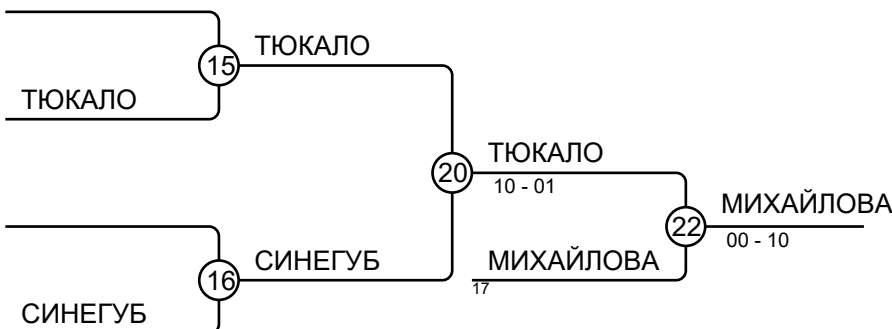 ТЮКАЛО
15
ТЮКАЛО
ТЮКАЛО
20
10 - 01
МИХАЙЛОВА
22
00 - 10
СИНЕГУБ
МИХАЙЛОВА
16
17
СИНЕГУБ